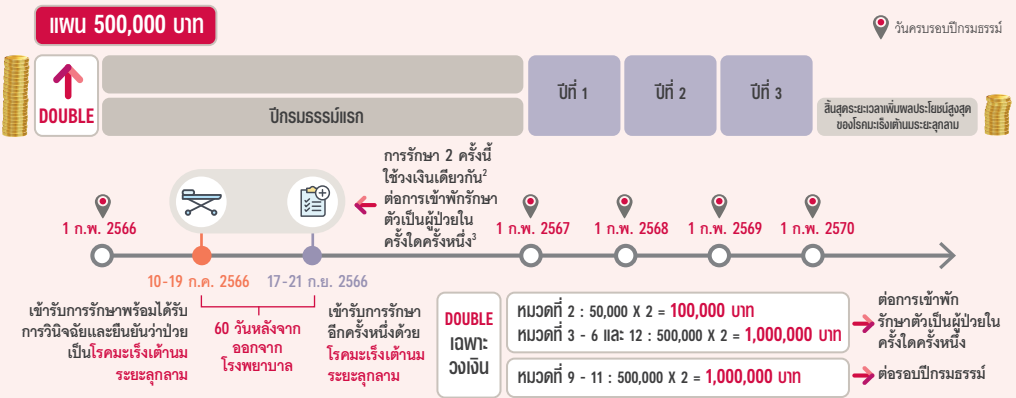 แผน 500,000 บาท
วันครบรอบปีกรมธรรม์
DOUBLE
ปีกรมธรรม์แรก
ปีที่ 1
ปีที่ 2
ปีที่ 3
สิ้นสุดระยะเวลาเพิ่มผลประโยชน์สูงสุด
ของโรคมะเร็งเต้านมระยะลุกลาม
การรักษา 2 ครั้งนี้
ใช้วงเงินเดียวกัน²
ต่อการเข้าพักรักษา
ตัวเป็นผู้ป่วยใน
ครั้งใดครั้งหนึ่ง³
1 ก.พ. 2566
1 ก.พ. 2567
1 ก.พ. 2568
1 ก.พ. 2569
1 ก.พ. 2570
10-19 ก.ค. 2566
17-21 ก.ย. 2566
เข้ารับการรักษาพร้อมได้รับ
การวินิจฉัยและยืนยันว่าป่วย
เป็นโรคมะเร็งเต้านม
ระยะลุกลาม
60 วันหลังจาก
ออกจาก
โรงพยาบาล
เข้ารับการรักษา
อีกครั้งหนึ่งด้วย
โรคมะเร็งเต้านม
ระยะลุกลาม
DOUBLE
เฉพาะ
วงเงิน
หมวดที่ 2 : 50,000 X 2 = 100,000 บาท
หมวดที่ 3 - 6 และ 12 : 500,000 X 2 = 1,000,000 บาท
ต่อการเข้าพัก
รักษาตัวเป็นผู้ป่วยใน
ครั้งใดครั้งหนึ่ง
หมวดที่ 9 - 11 : 500,000 X 2 = 1,000,000 บาท
ต่อรอบปีกรมธรรม์